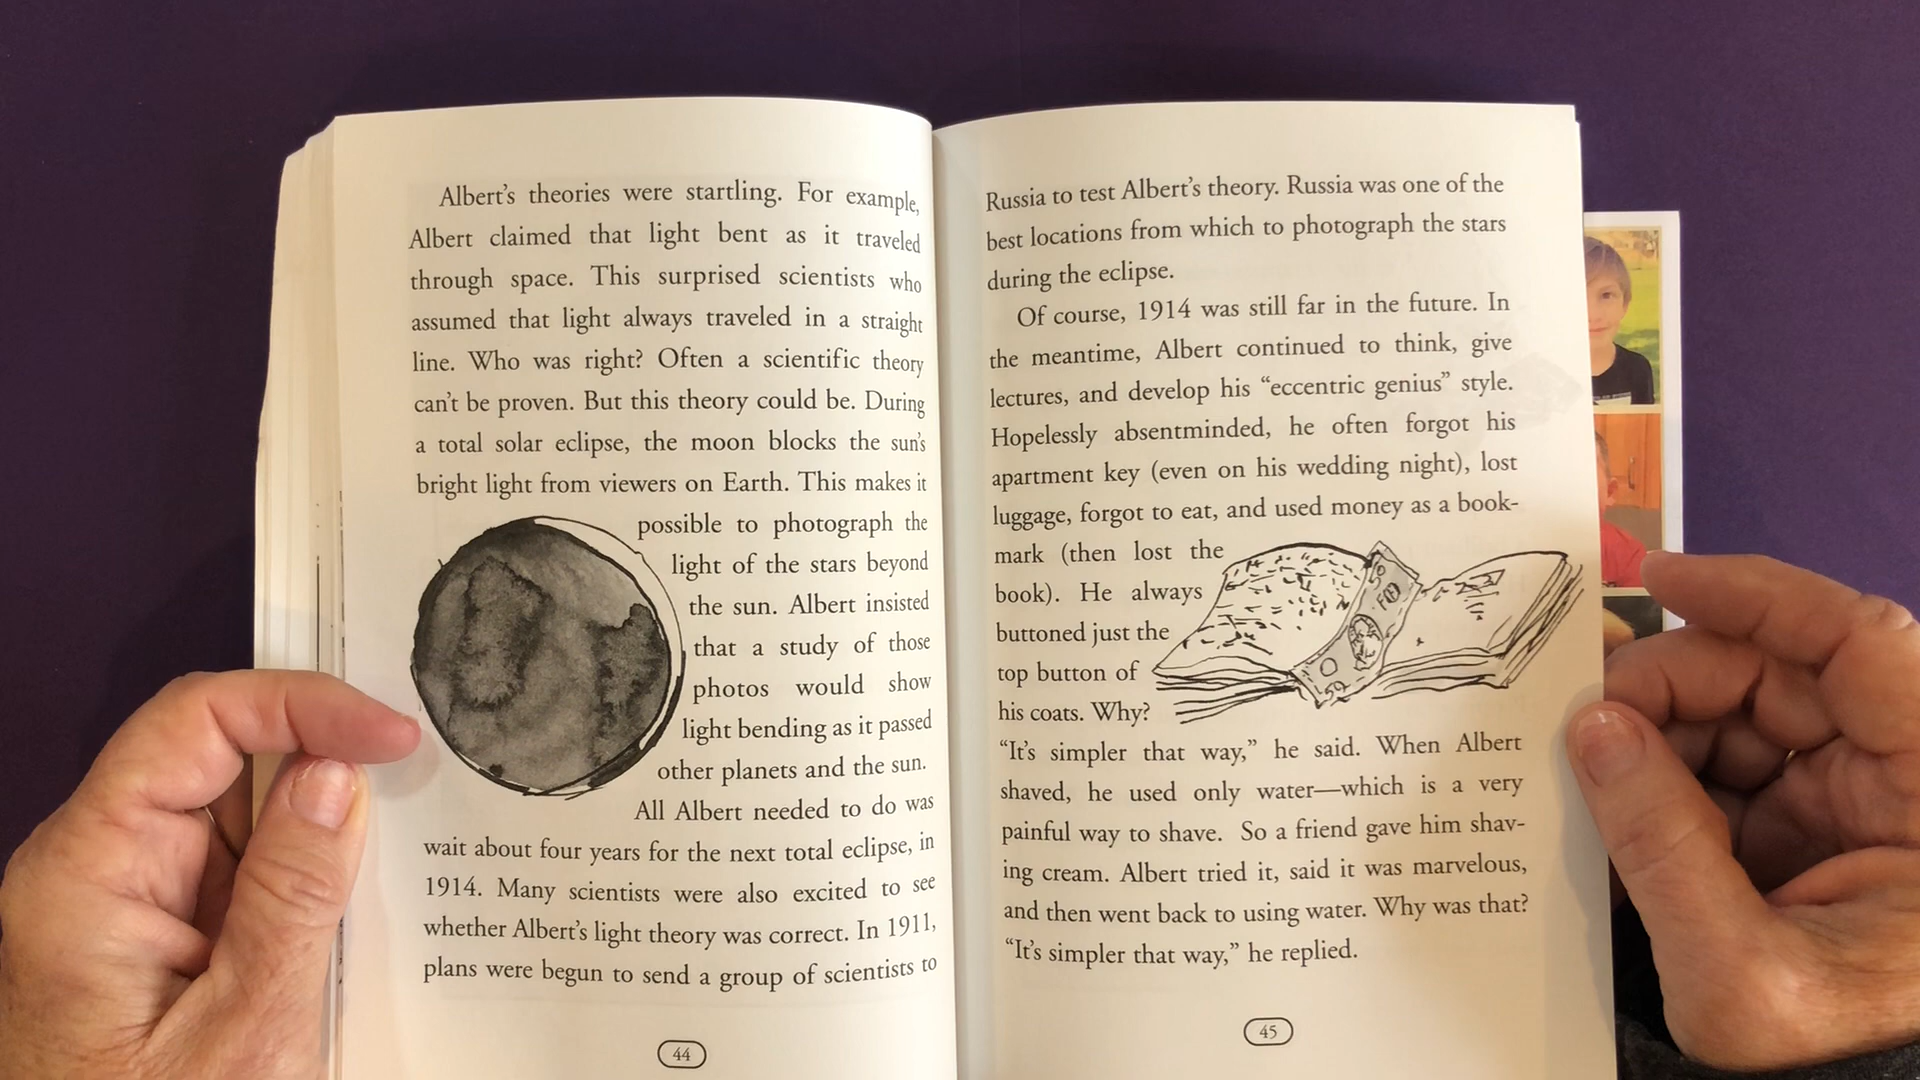 Albert's theories were startling. For example,
Albert claimed that light bent as it traveled
through space. This surprised scientists who
assumed that light always traveled in a straight
line. Who was right? Often a scientific theory
can't be proven. But this theory could be. During
a total solar eclipse, the moon blocks the sun's
bright light from viewers on Earth. This makes it
possible to photograph the
light of the stars beyond
the sun. Albert insisted
that a study of those
photos would show
light bending as it passed
other planets and the sun.
All Albert needed to do was
wait about four years for the next total eclipse, in
1914. Many scientists were also excited to see
whether Albert's light theory was correct. In 1911,
plans were begun to send a group of scientists to
44
Russia to test Albert's theory. Russia was one of the
best locations from which to photograph the stars
during the eclipse.
Of course, 1914 was still far in the future. In
the meantime, Albert continued to think, give
lectures, and develop his “eccentric genius” style.
Hopelessly absentminded, he often forgot his
apartment key (even on his wedding night), lost
luggage, forgot to eat, and used money as a book-
mark (then lost the
book). He always
buttoned just the
top button of
his coats. Why?
“It's simpler that way,” he said. When Albert
shaved, he used only water—which is a very
painful way to shave. So a friend gave him shav-
ing cream. Albert tried it, said it was marvelous,
and then went back to using water. Why was that?
“It's simpler that way,” he replied.
50
50
45